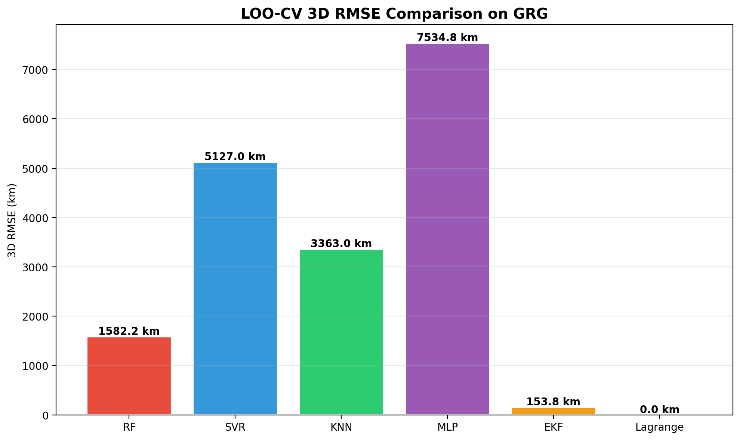 LOO-CV 3D RMSE Comparison on GRG
7534.8 km
5127.0 km
3363.0 km
1582.2 km
153.8 km
0.0 km
3D RMSE (km)
7000
6000
5000
4000
3000
2000
1000
0
RF SVR KNN MLP EKF Lagrange